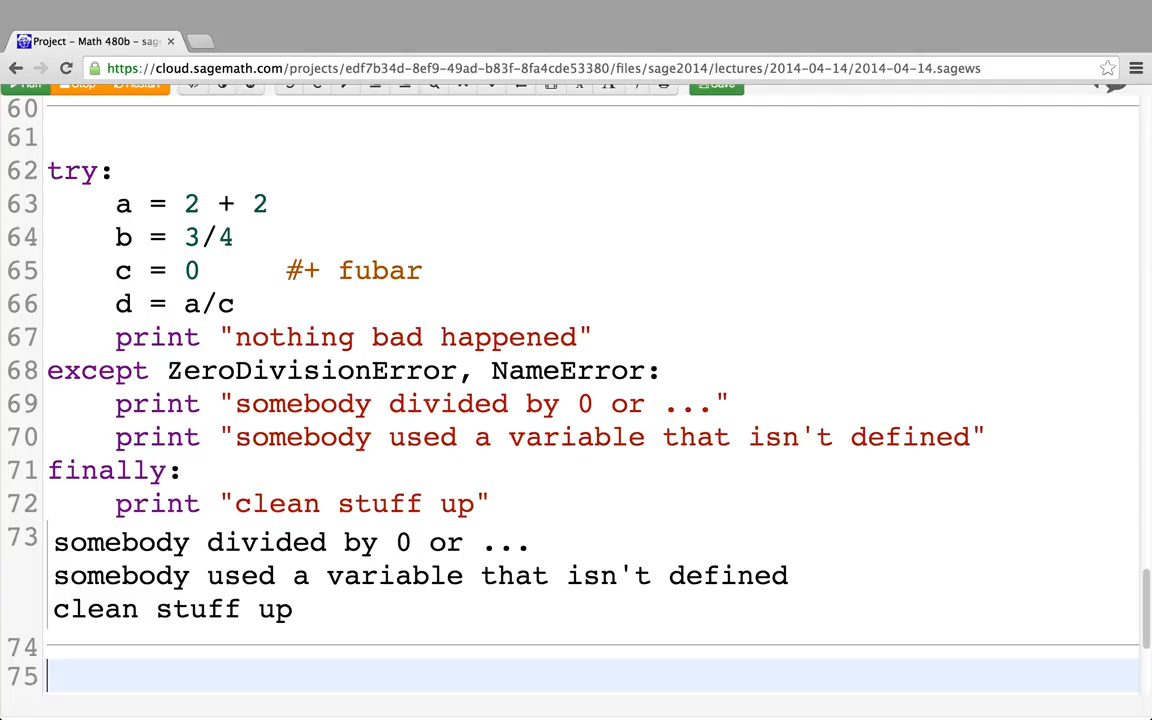 Project – Math 480b – sag
https://cloud.sagemath.com/projects/edf7b34d-8ef9-49ad-b83f-8fa4cde53380/files/sage2014/lectures/2014-04-14/2014-04-14.sagews
Run Stop Restart Save
60
61
62 try:
63 a = 2 + 2
64 b = 3/4
65 c = 0 #+ fubar
66 d = a/c
67 print "nothing bad happened"
68 except ZeroDivisionError, NameError:
69 print "somebody divided by 0 or ..."
70 print "somebody used a variable that isn't defined"
71 finally:
72 print "clean stuff up"
73 somebody divided by 0 or ...
somebody used a variable that isn't defined
clean stuff up
74
75